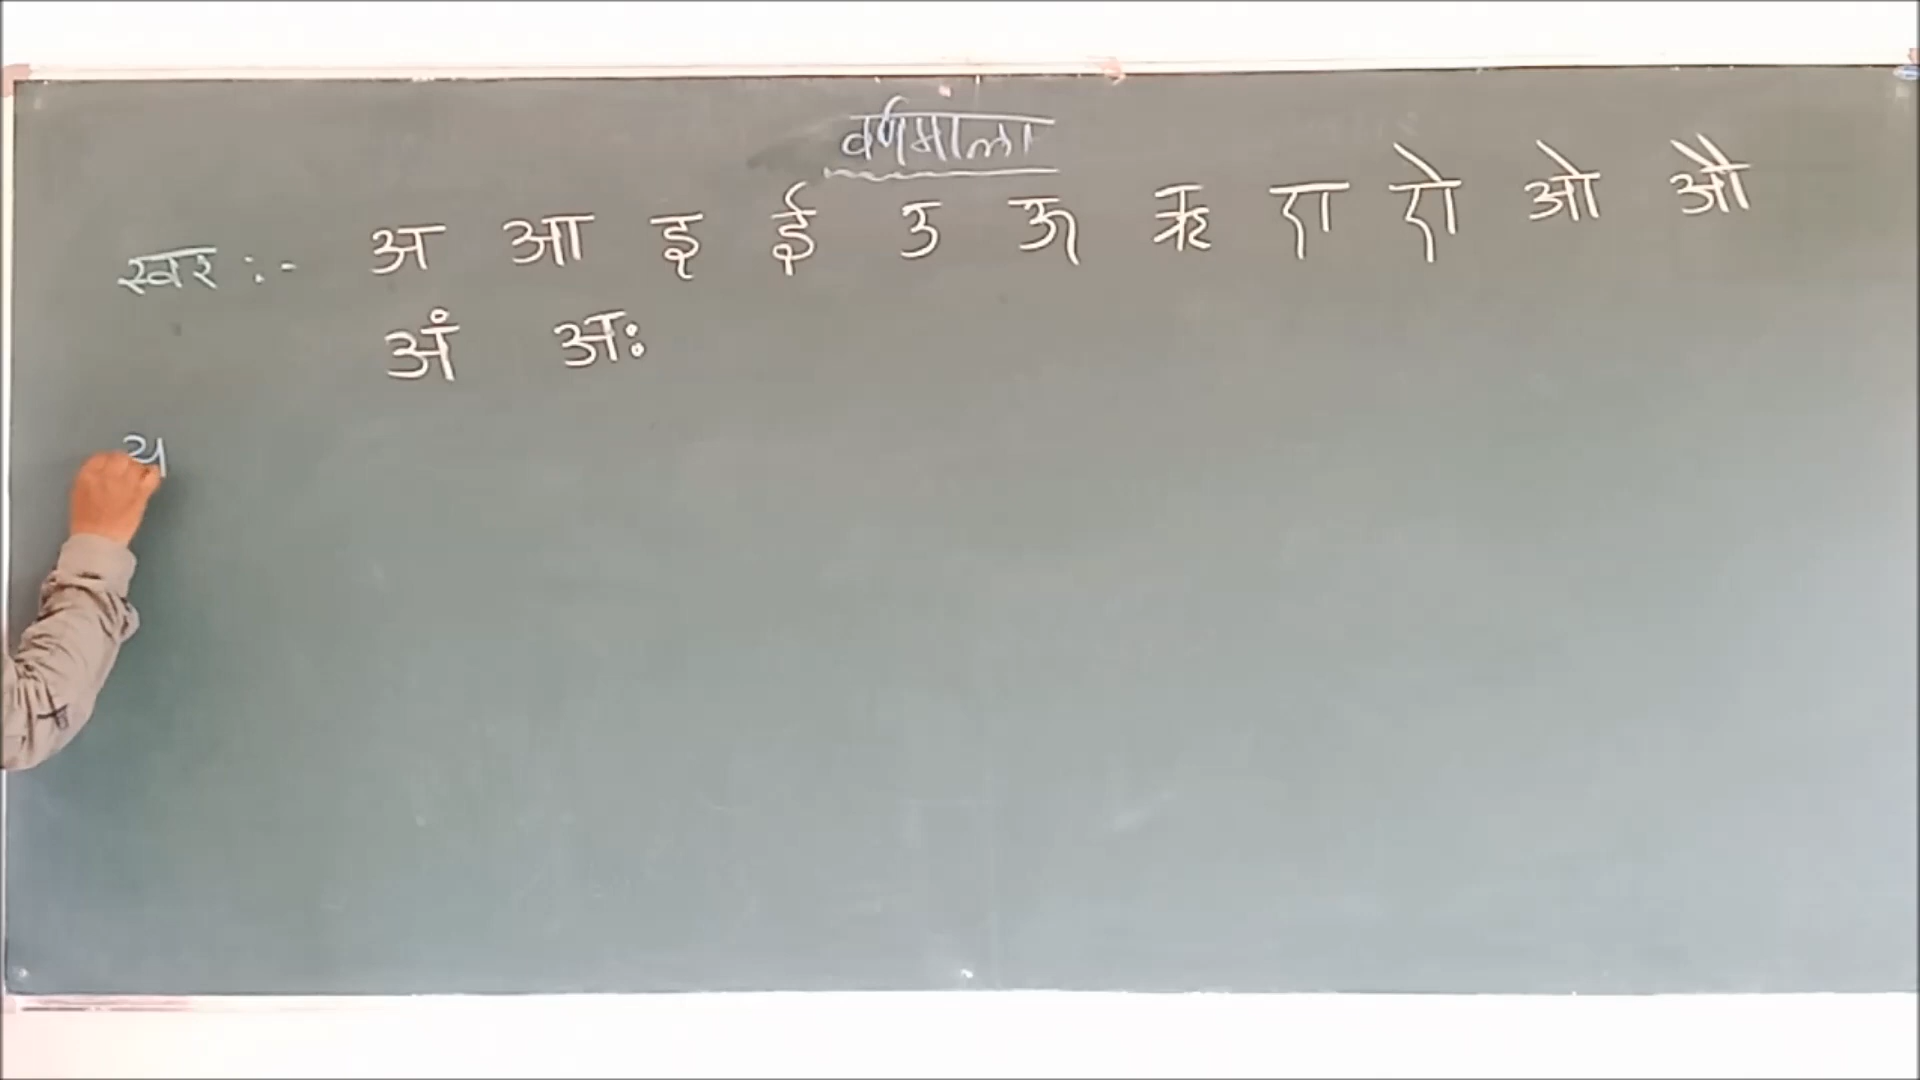 वर्णमाला
स्वर :- अ आ इ ई उ ऊ ऋ ए ऐ ओ औ
अं अः
य